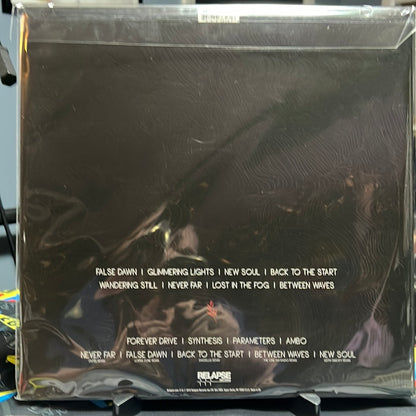 FALSE DAWN | GLIMMERING LIGHTS | NEW SOUL | BACK TO THE START
WANDERING STILL | NEVER FAR | LOST IN THE FOG | BETWEEN WAVES
FOREVER DRIVE | SYNTHESIS | PARAMETERS | AMBO
NEVER FAR | FALSE DAWN | BACK TO THE START | BETWEEN WAVES | NEW SOUL
RELAPSE